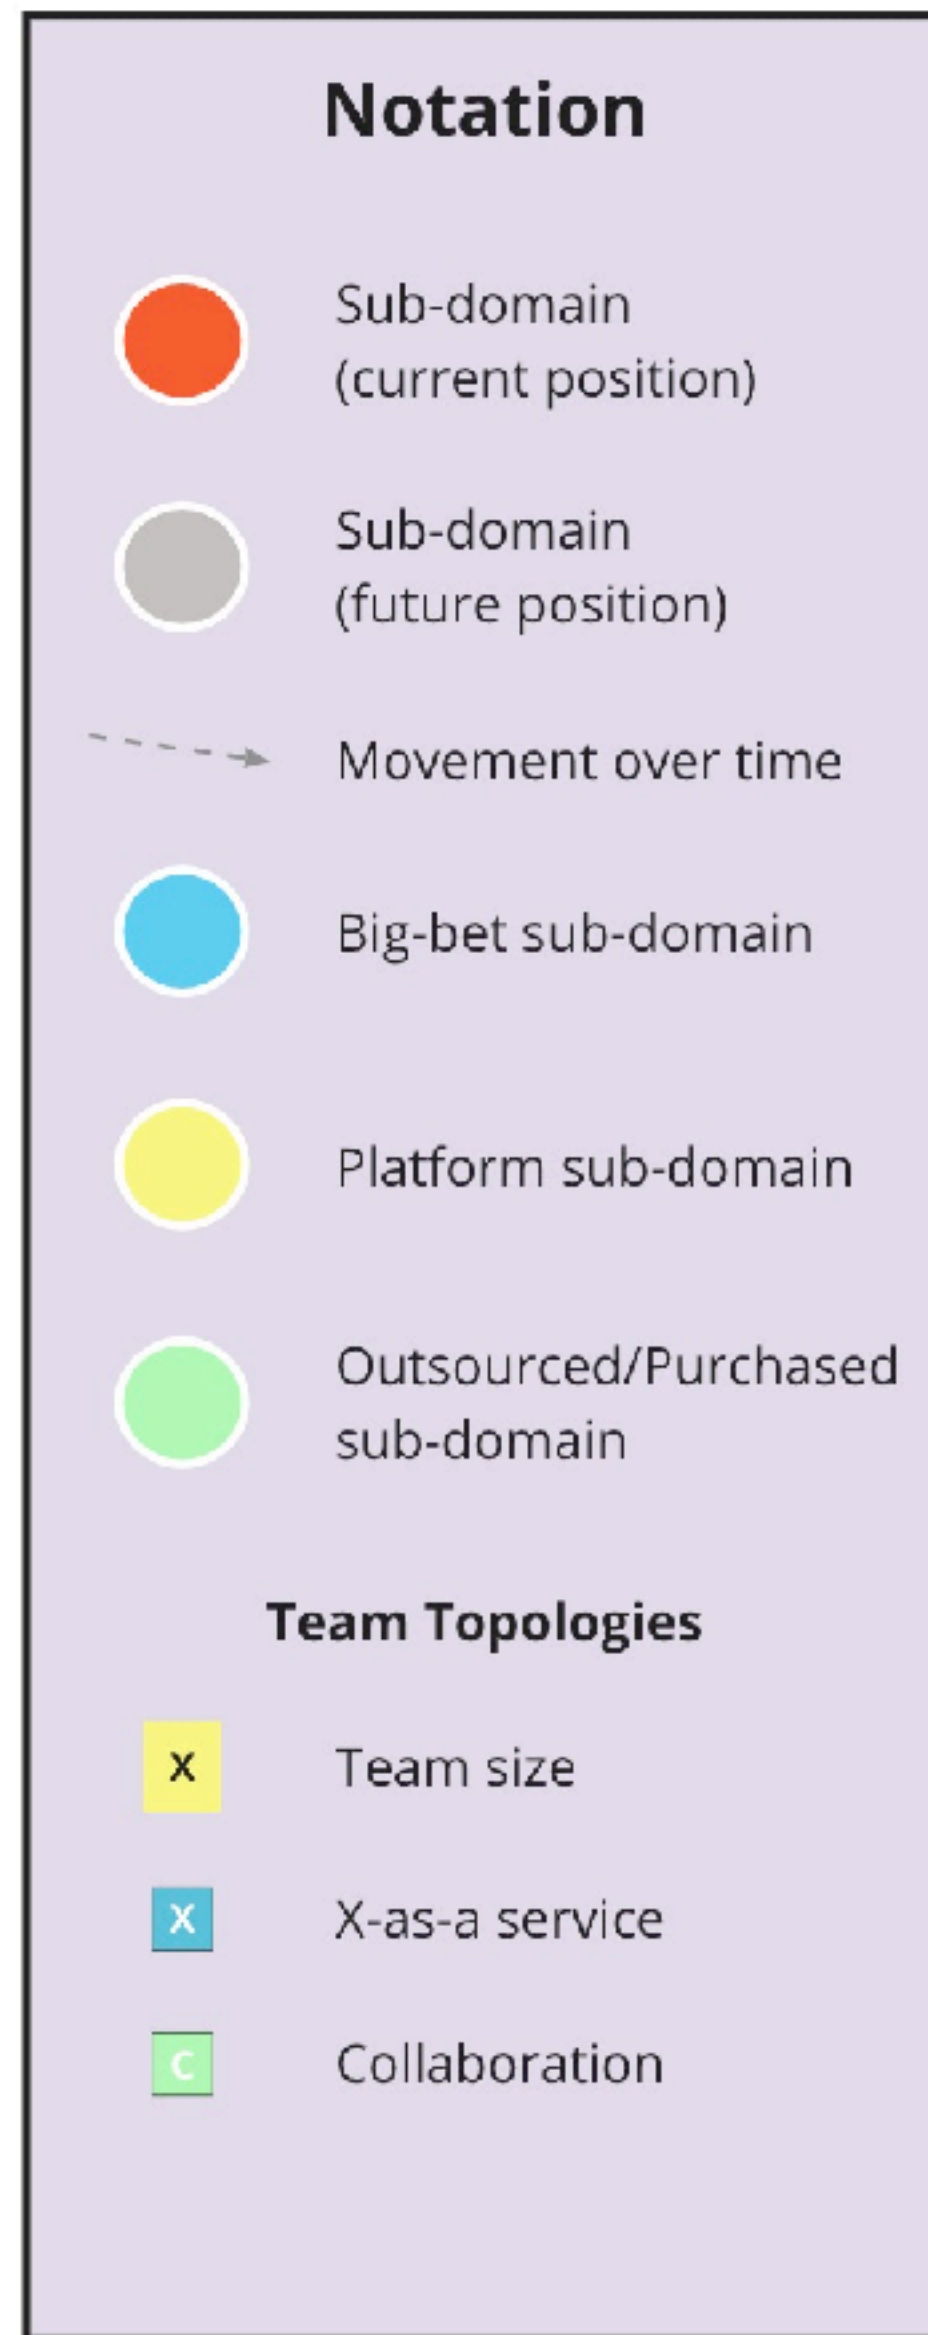 Notation
Sub-domain
(current position)
Sub-domain
(future position)
Movement over time
Big-bet sub-domain
Platform sub-domain
Outsourced/Purchased
sub-domain
Team Topologies
X Team size
X X-as-a service
C Collaboration